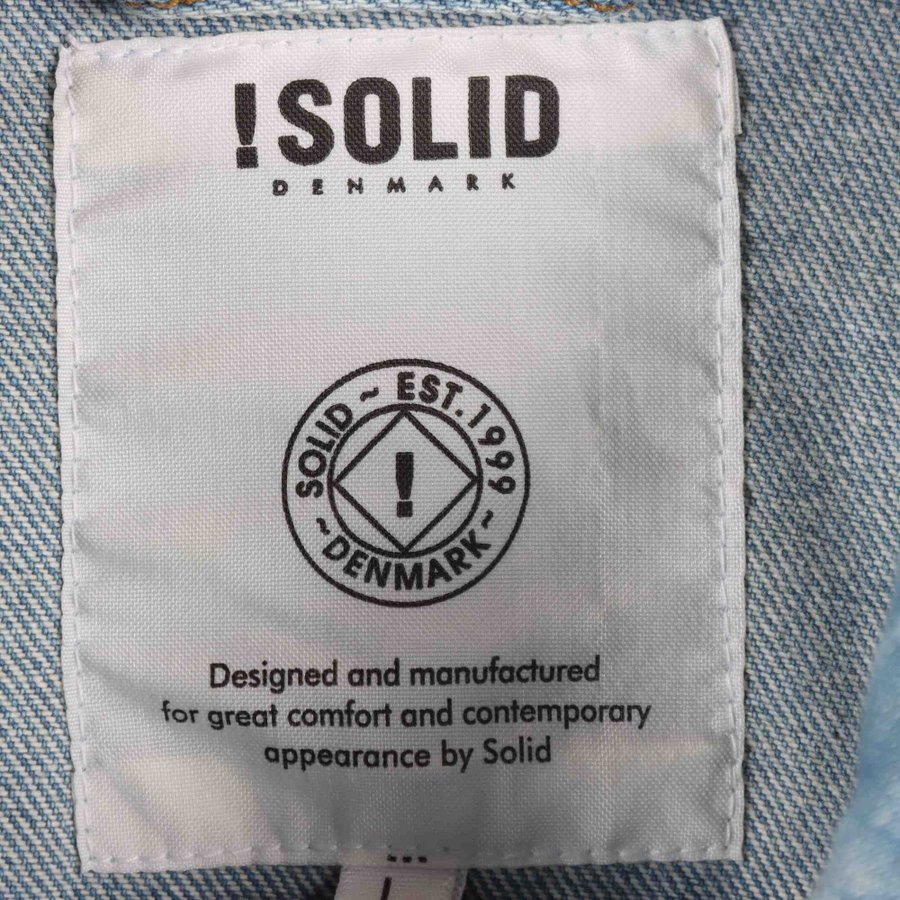 !SOLID
DENMARK
SOLID ~ EST. 1999
~ DENMARK ~
!
Designed and manufactured
for great comfort and contemporary
appearance by Solid